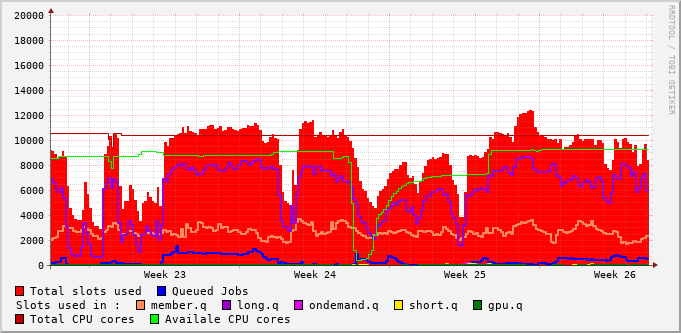 RRDTOOL / TOBI OETIKER
20000
18000
16000
14000
12000
10000
8000
6000
4000
2000
0
Week 23 Week 24 Week 25 Week 26
Total slots used Queued Jobs
Slots used in : member.q long.q ondemand.q short.q gpu.q
Total CPU cores Availale CPU cores